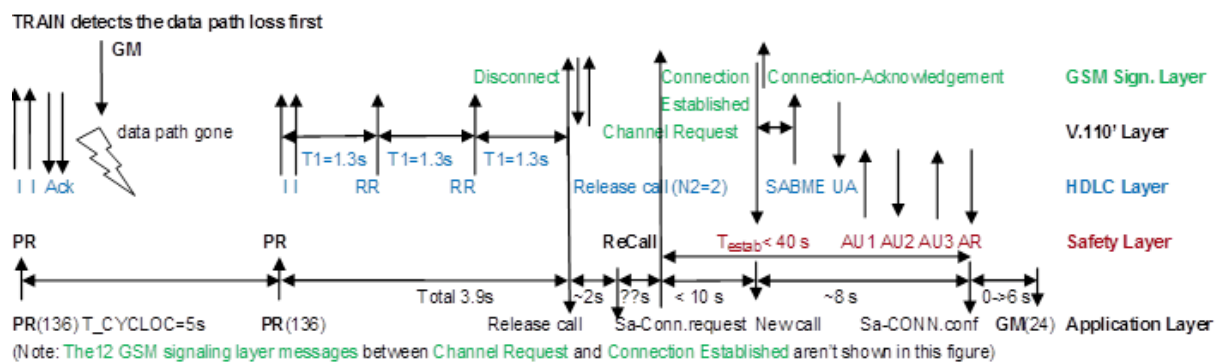 TRAIN detects the data path loss first
GM
Disconnect
Connection Connection-Acknowledgement
GSM Sign. Layer
Established
data path gone
Channel Request
V.110' Layer
T1=1.3s T1=1.3s T1=1.3s
I I Ack
I I
RR
RR
Release call (N2=2)
SABME UA
HDLC Layer
PR
PR
ReCall
Testab< 40 s
AU1 AU2 AU3 AR
Safety Layer
Total 3.9s
~2s
??s
< 10 s
~8s
0->6 s
PR(136) T_CYCLOC=5s
PR(136)
Release call
Sa-Conn.request
New call
Sa-CONN.conf
GM(24)
Application Layer
(Note: The12 GSM signaling layer messages between Channel Request and Connection Established aren't shown in this figure)